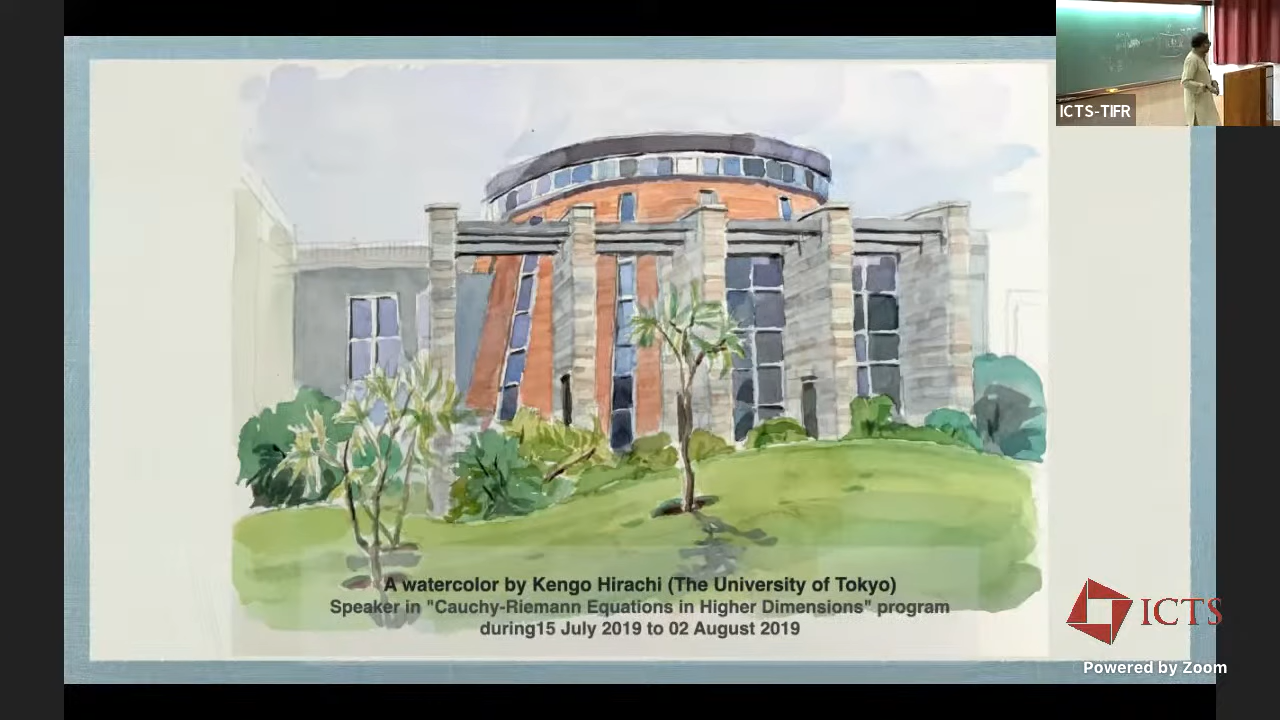 ICTS-TIFR
A watercolor by Kengo Hirachi (The University of Tokyo)
Speaker in "Cauchy-Riemann Equations in Higher Dimensions" program
during15 July 2019 to 02 August 2019
ICTS
Powered by Zoom